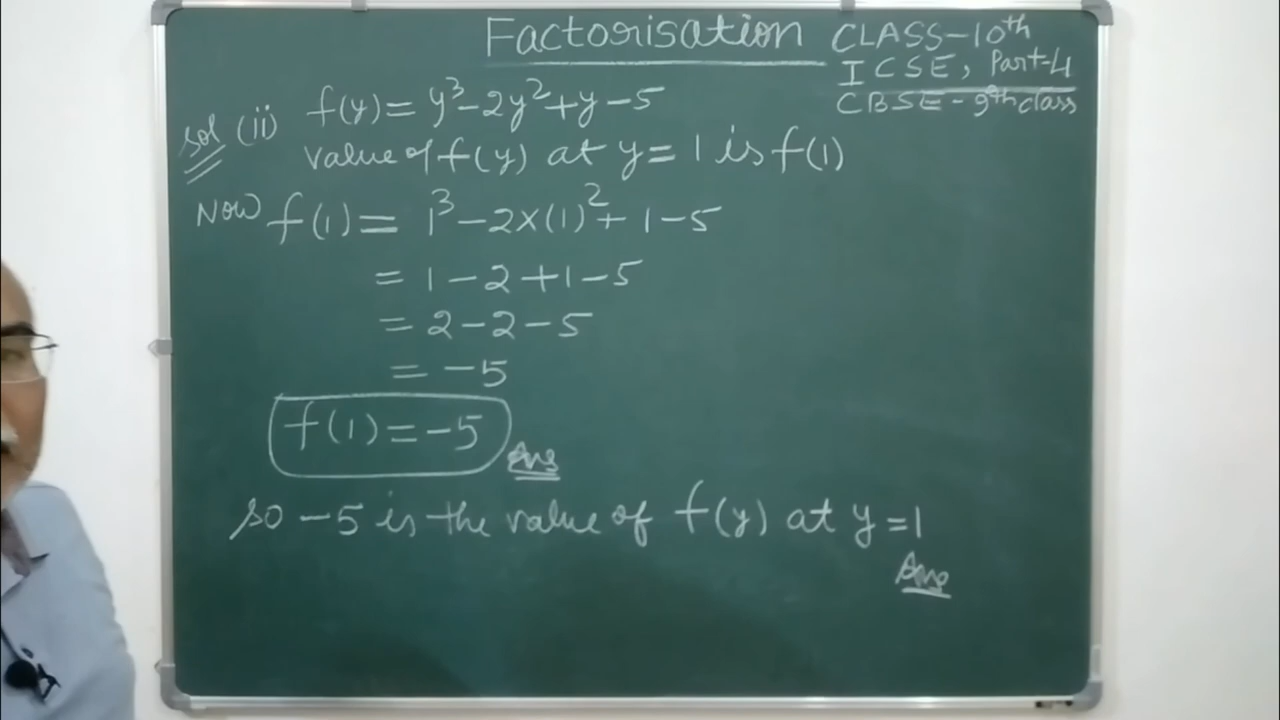 Factorisation
CLASS-10th
ICSE, Part-4
CBSE-9th class
Sol (ii) f(y)= y³-2y²+y-5
value of f(y) at y=1 is f(1)
Now f(1)= 1³-2×(1)²+1-5
= 1-2+1-5
= 2-2-5
= -5
f(1)=-5 Ans
so -5 is the value of f(y) at y=1
Ans